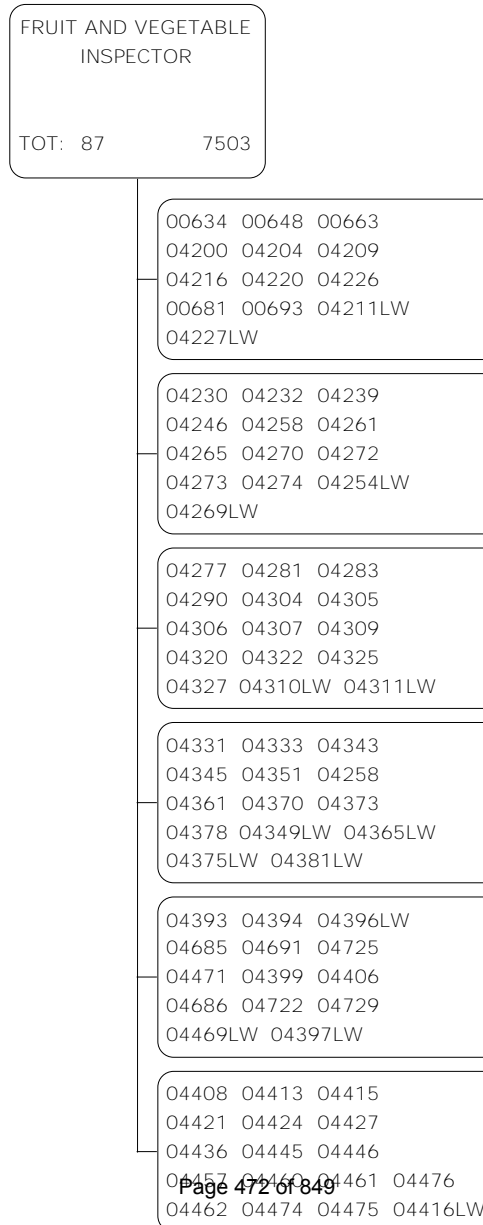 FRUIT AND VEGETABLE
INSPECTOR
TOT: 87 7503
00634 00648 00663
04200 04204 04209
04216 04220 04226
00681 00693 04211LW
04227LW
04230 04232 04239
04246 04258 04261
04265 04270 04272
04273 04274 04254LW
04269LW
04277 04281 04283
04290 04304 04305
04306 04307 04309
04320 04322 04325
04327 04310LW 04311LW
04331 04333 04343
04345 04351 04258
04361 04370 04373
04378 04349LW 04365LW
04375LW 04381LW
04393 04394 04396LW
04685 04691 04725
04471 04399 04406
04686 04722 04729
04469LW 04397LW
04408 04413 04415
04421 04424 04427
04436 04445 04446
04457 04460 04461 04476
Page 472 of 849
04462 04474 04475 04416LW